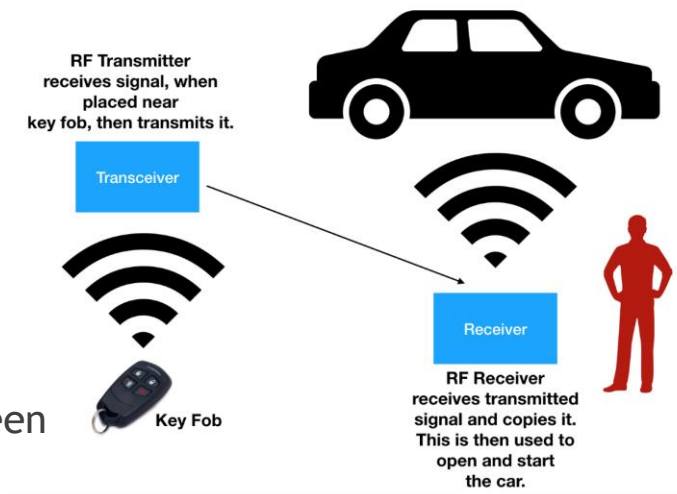 RF Transmitter
receives signal, when
placed near
key fob, then transmits it.
Transceiver
Key Fob
Receiver
RF Receiver
receives transmitted
signal and copies it.
This is then used to
open and start
the car.
een